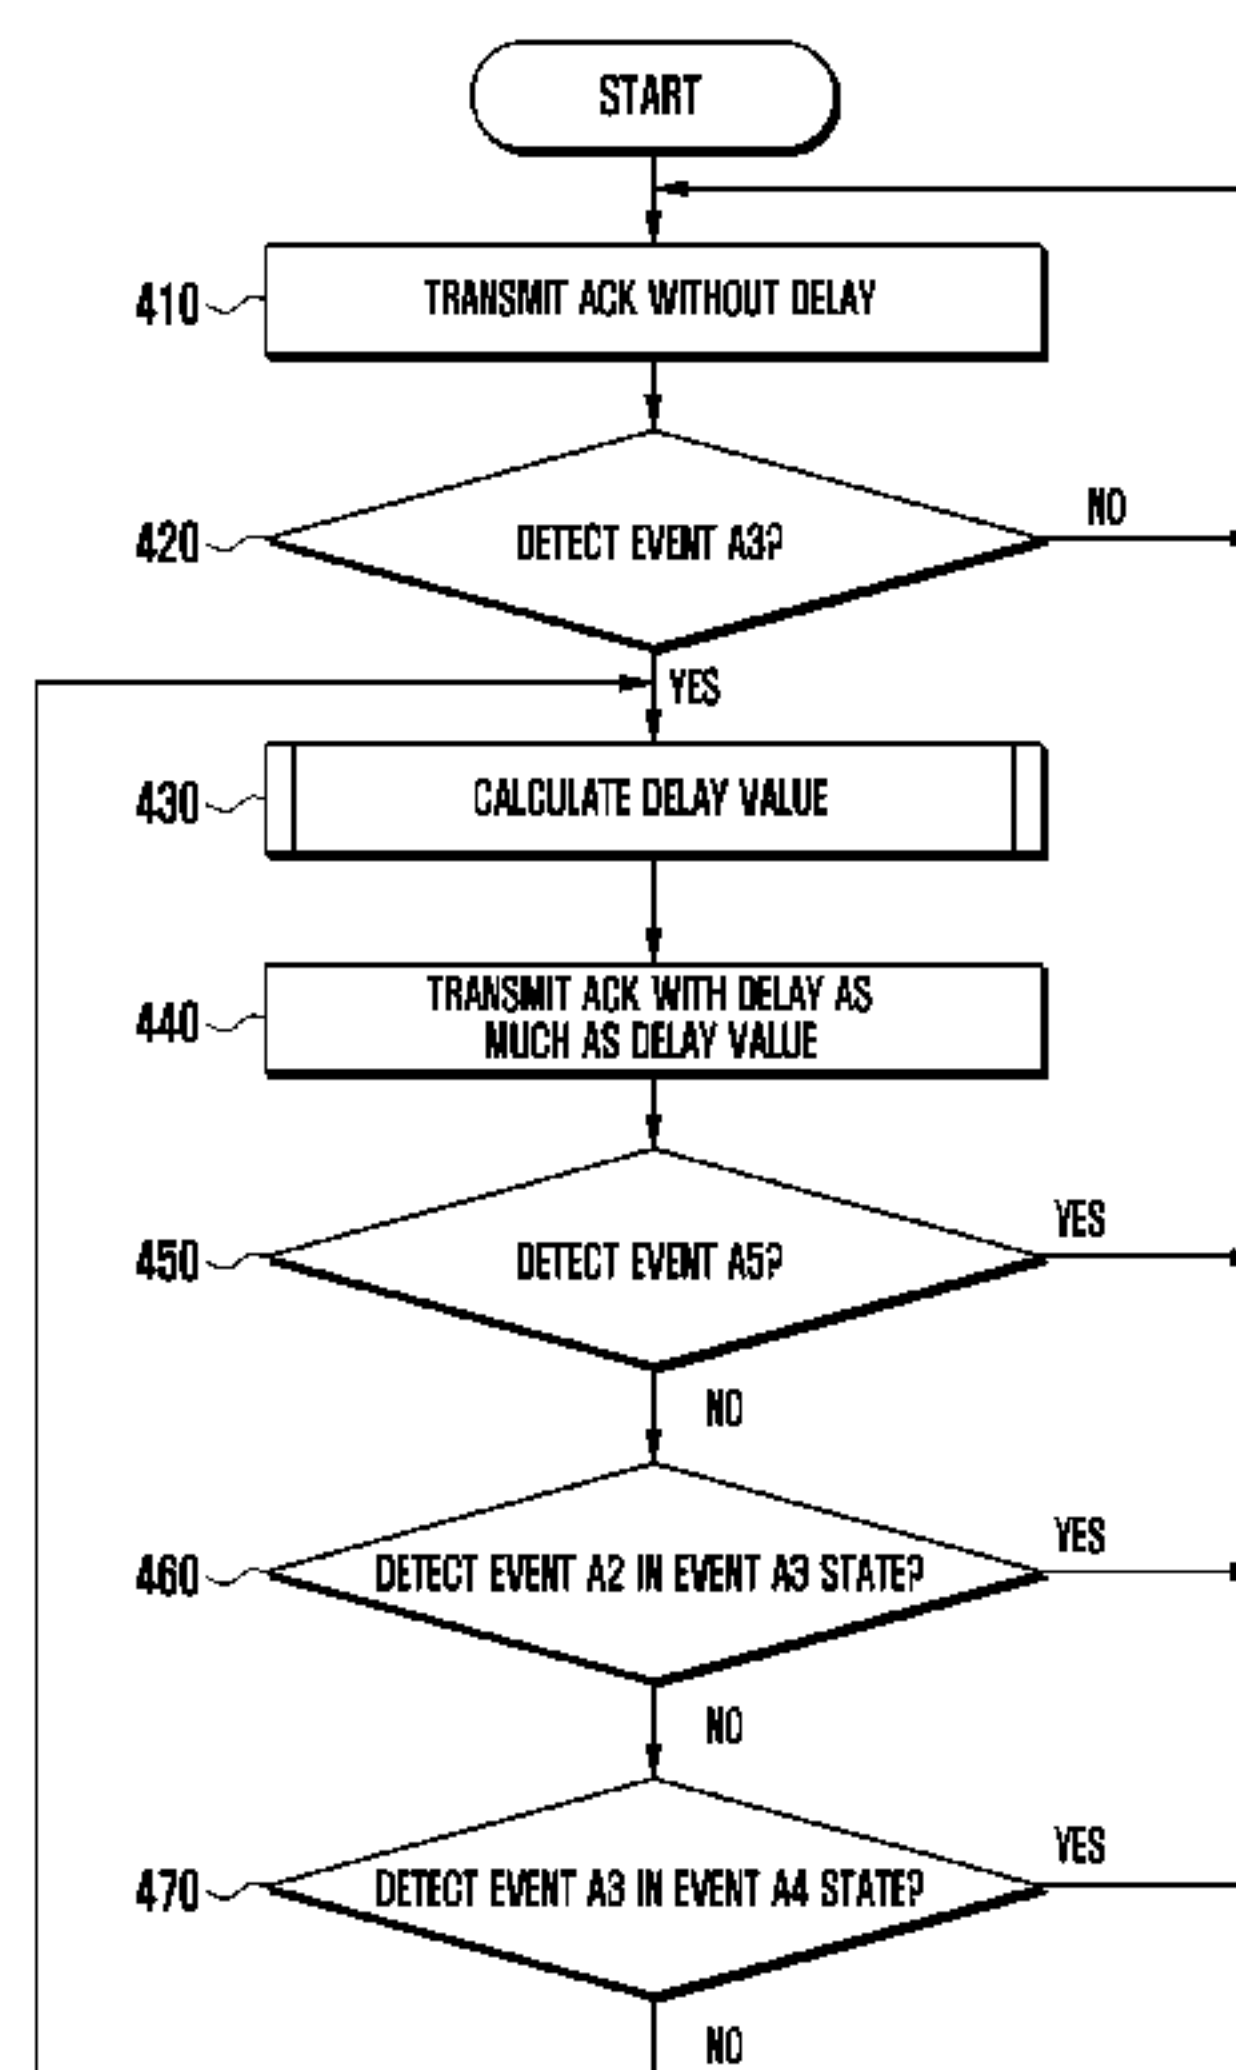 START
410
TRANSMIT ACK WITHOUT DELAY
420
DETECT EVENT A3?
NO
YES
430
CALCULATE DELAY VALUE
440
TRANSMIT ACK WITH DELAY AS
MUCH AS DELAY VALUE
450
DETECT EVENT A5?
YES
NO
460
DETECT EVENT A2 IN EVENT A3 STATE?
YES
NO
470
DETECT EVENT A3 IN EVENT A4 STATE?
YES
NO